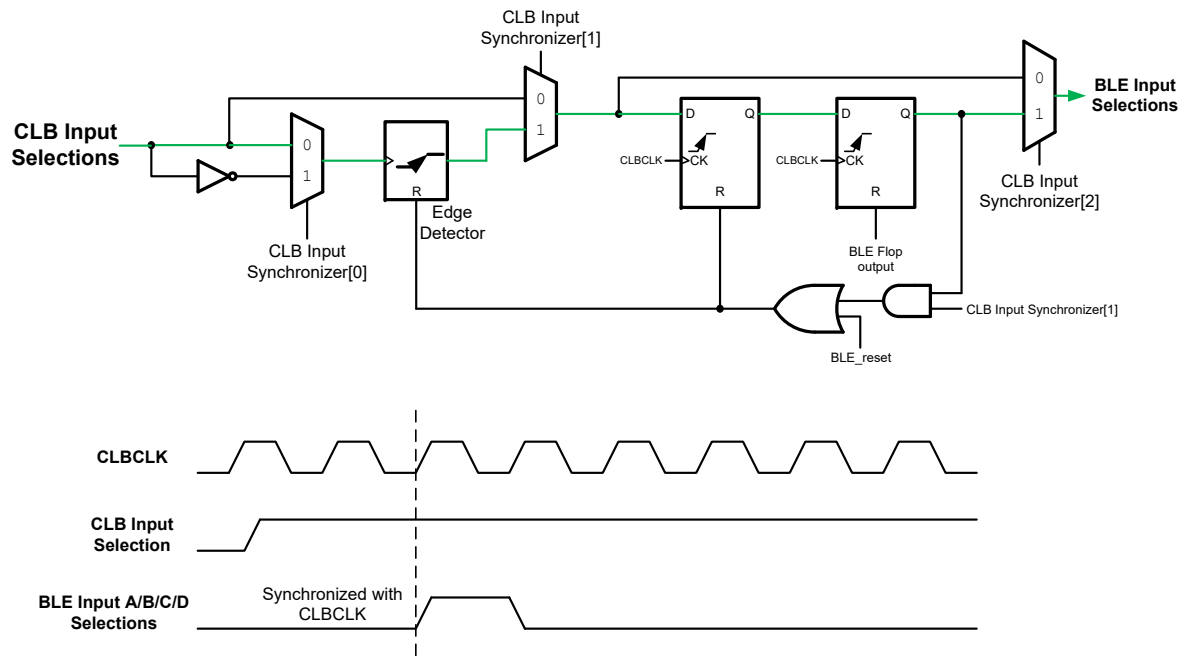 CLB Input
Synchronizer[1]
0
1
CLB Input
Selections
0
1
R
Edge
Detector
CLB Input
Synchronizer[0]
D
Q
CLBCLK
CK
R
D
Q
CLBCLK
CK
R
BLE Flop
output
0
1
BLE Input
Selections
CLB Input
Synchronizer[2]
CLB Input Synchronizer[1]
BLE_reset
CLBCLK
CLB Input
Selection
BLE Input A/B/C/D
Selections
Synchronized with
CLBCLK